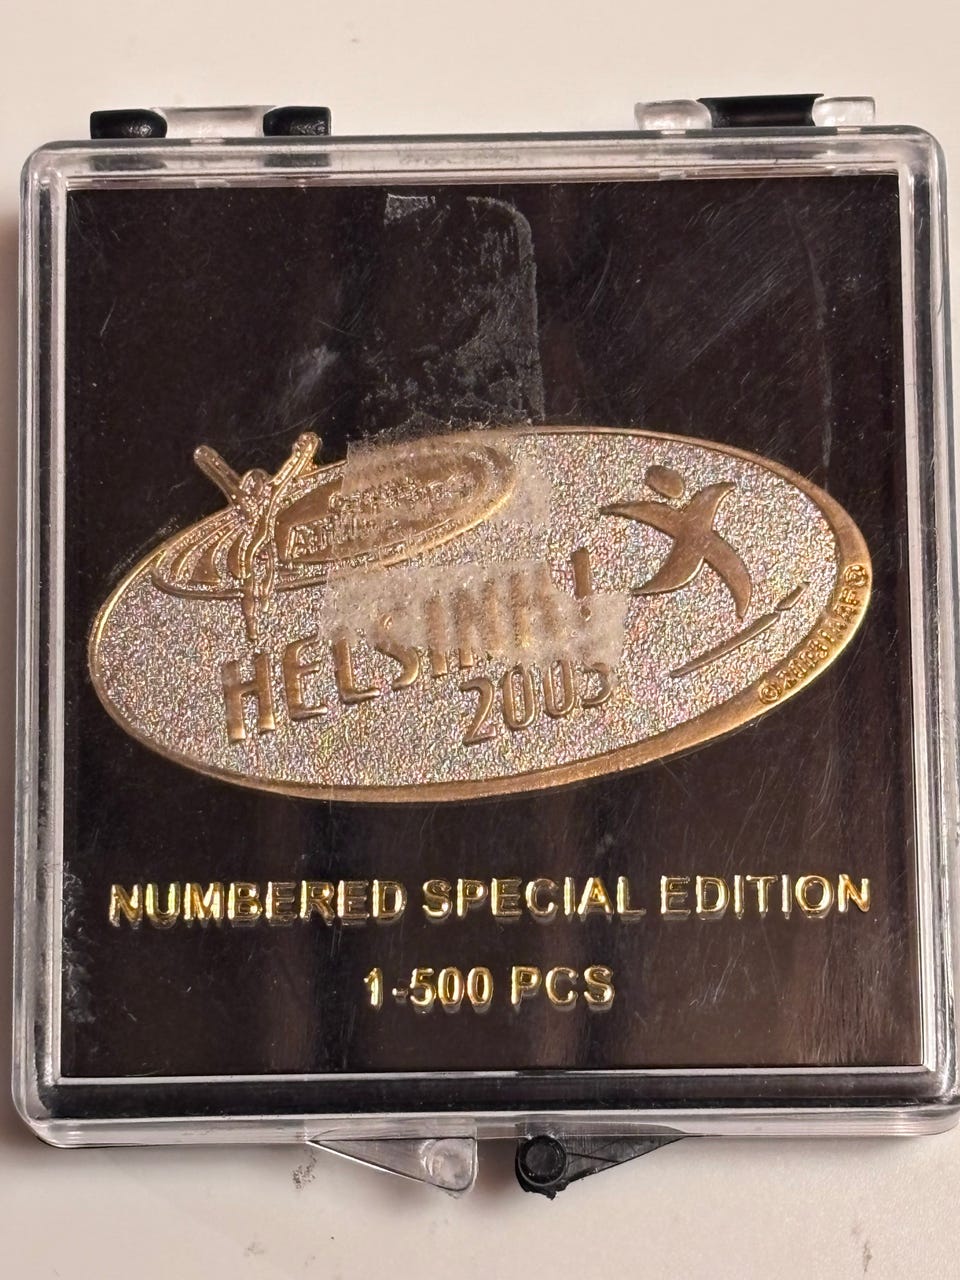 HELSINKI
2005
NUMBERED SPECIAL EDITION
1-500 PCS